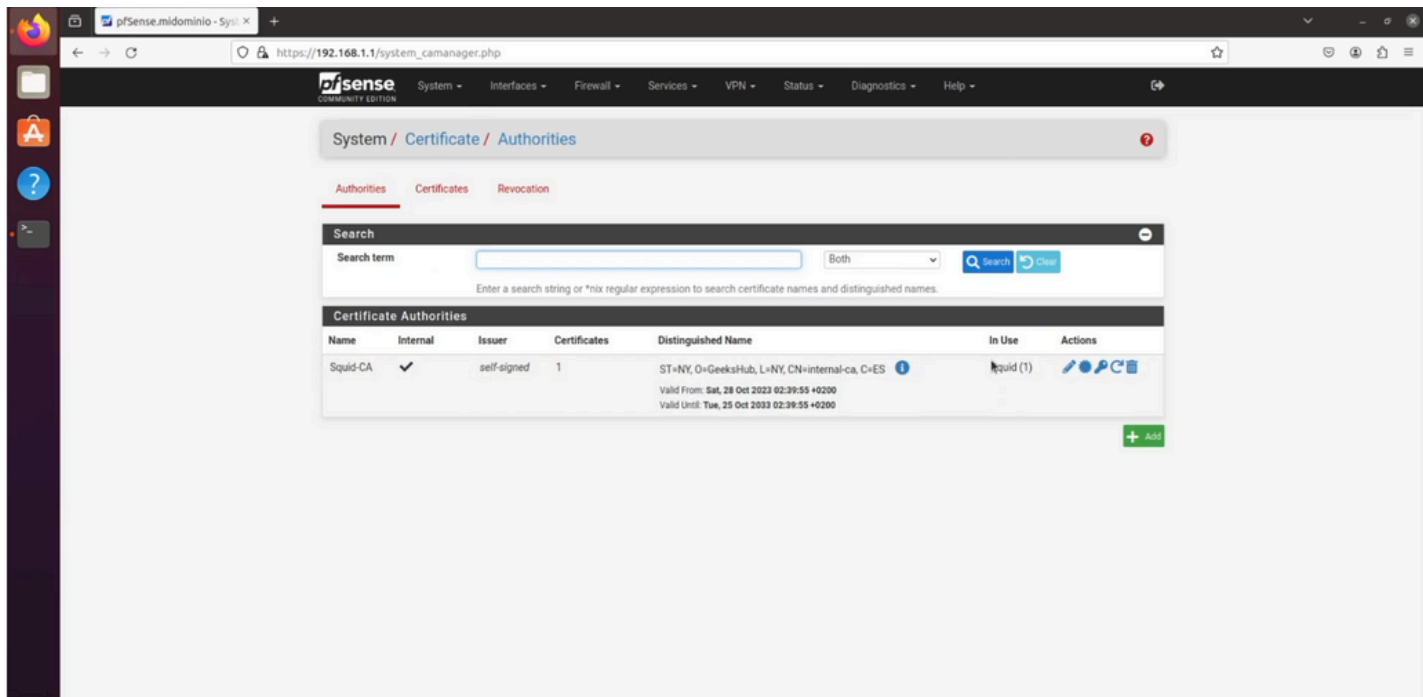 pfSense.midominio - Sys
https://192.168.1.1/system_camanager.php
pfsense System Interfaces Firewall Services VPN Status Diagnostics Help
COMMUNITY EDITION
System / Certificate / Authorities
Authorities Certificates Revocation
Search
Search term Both Search Clear
Enter a search string or *nix regular expression to search certificate names and distinguished names.
Certificate Authorities
Name Internal Issuer Certificates Distinguished Name In Use Actions
Squid-CA self-signed 1 ST=NY, O=GeeksHub, L=NY, CN=internal-ca, C=ES squid (1)
Valid From: Sat, 28 Oct 2023 02:39:55 +0200
Valid Until: Tue, 25 Oct 2033 02:39:55 +0200
Add